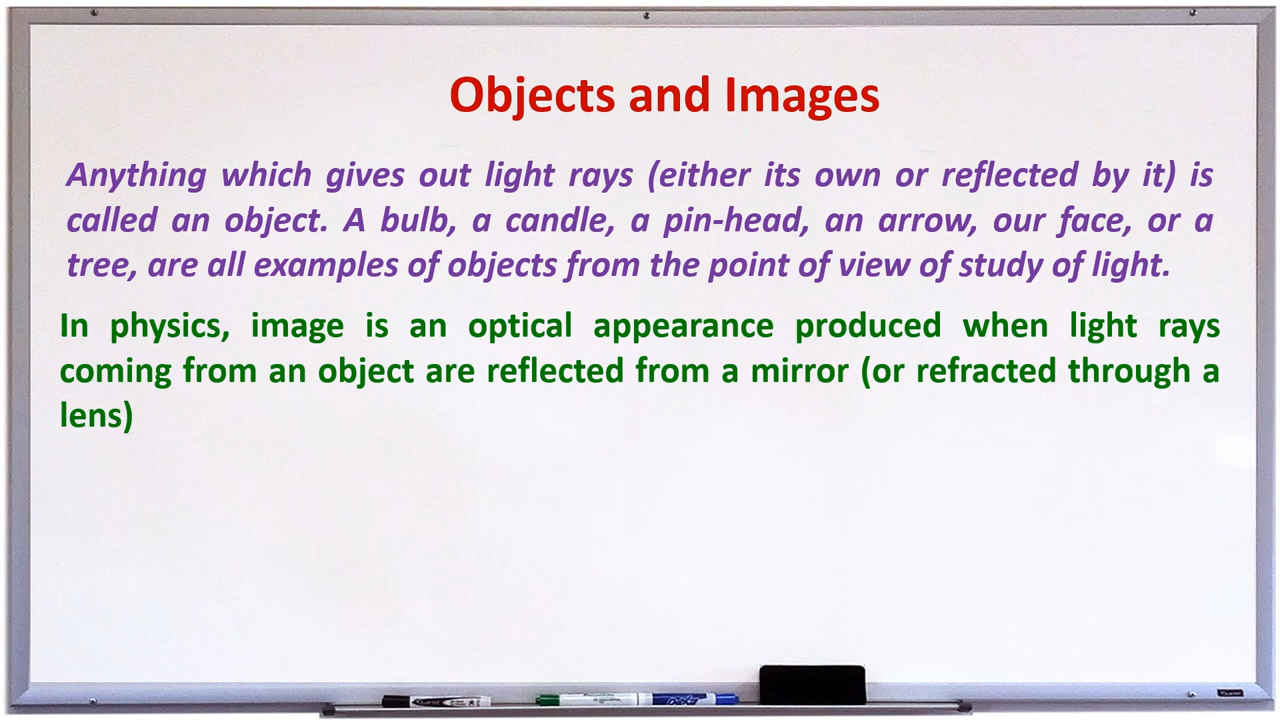 Objects and Images
Anything which gives out light rays (either its own or reflected by it) is
called an object. A bulb, a candle, a pin-head, an arrow, our face, or a
tree, are all examples of objects from the point of view of study of light.
In physics, image is an optical appearance produced when light rays
coming from an object are reflected from a mirror (or refracted through a
lens)
Quartet